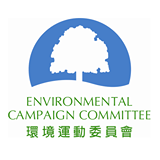 ENVIRONMENTAL
CAMPAIGN COMMITTEE
環境運動委員會